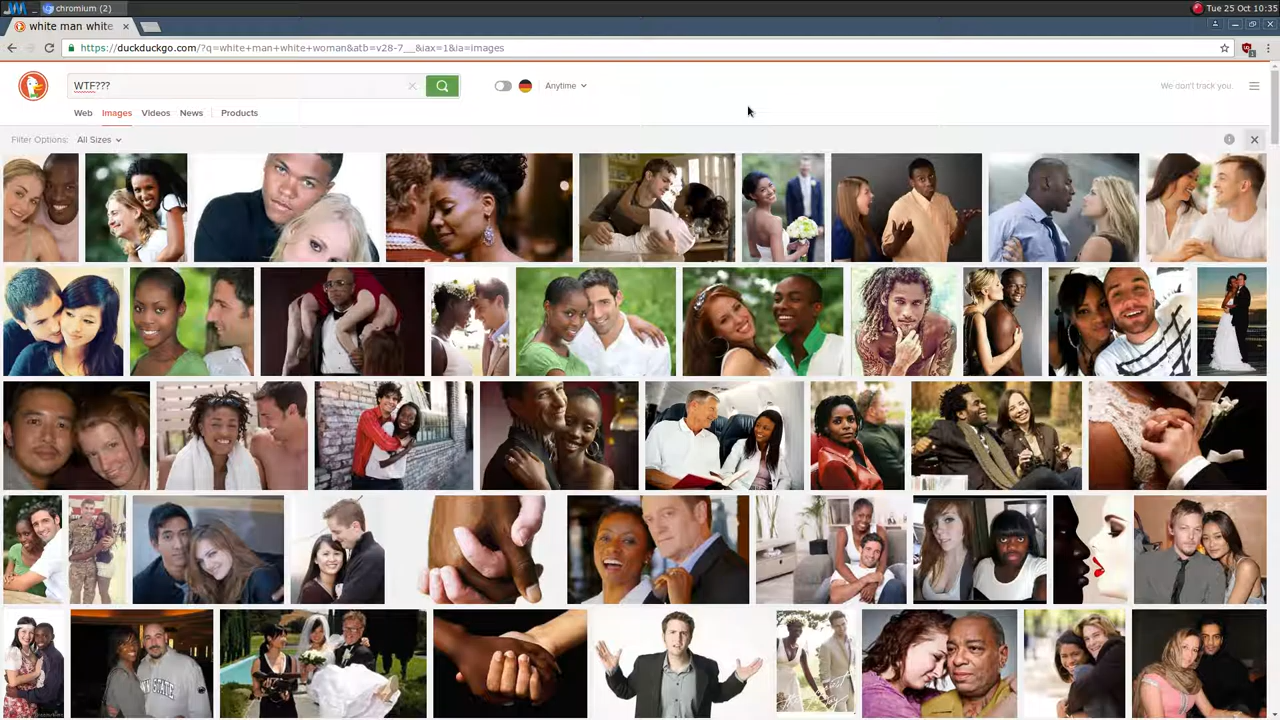 chromium (2)
Tue 25 Oct 10:35
white man white
https://duckduckgo.com/?q=white+man+white+woman&atb=v28-7__&iax=1&ia=images
WTF???
Anytime
We don't track you.
Web Images Videos News Products
Filter Options: All Sizes
STATE